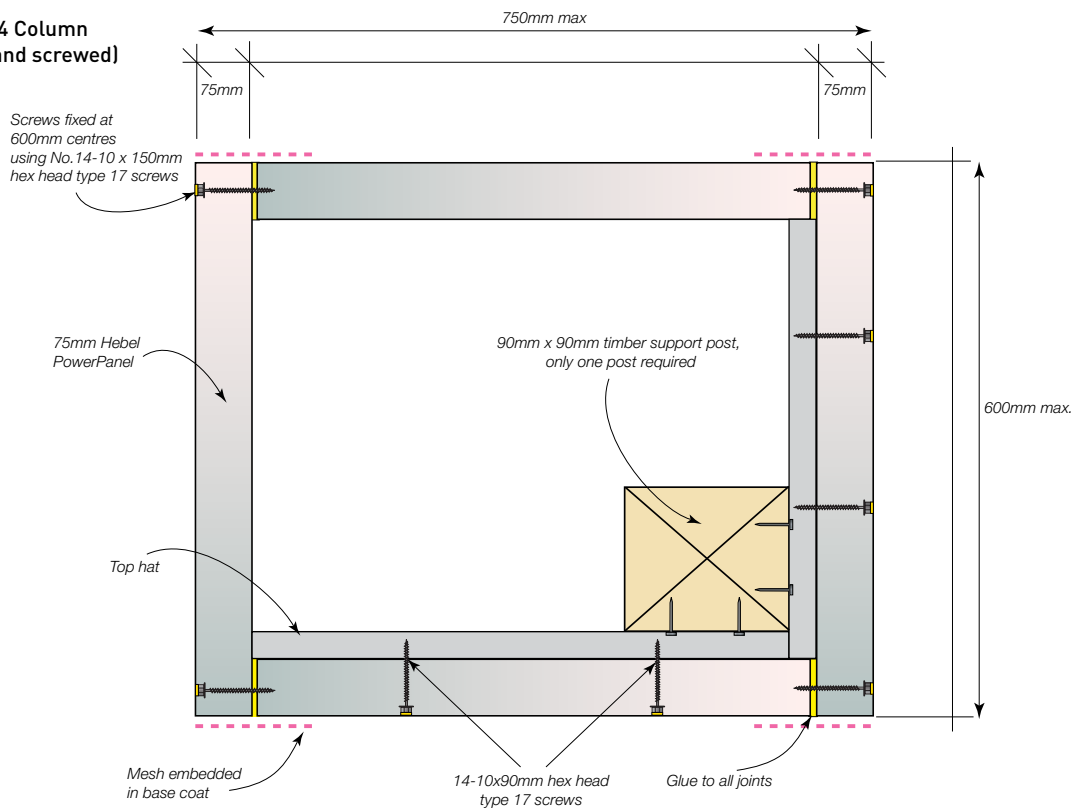 4 Column
and screwed)
750mm max
75mm
75mm
Screws fixed at
600mm centres
using No.14-10 x 150mm
hex head type 17 screws
75mm Hebel
PowerPanel
90mm x 90mm timber support post,
only one post required
600mm max.
Top hat
Mesh embedded
in base coat
14-10x90mm hex head
type 17 screws
Glue to all joints